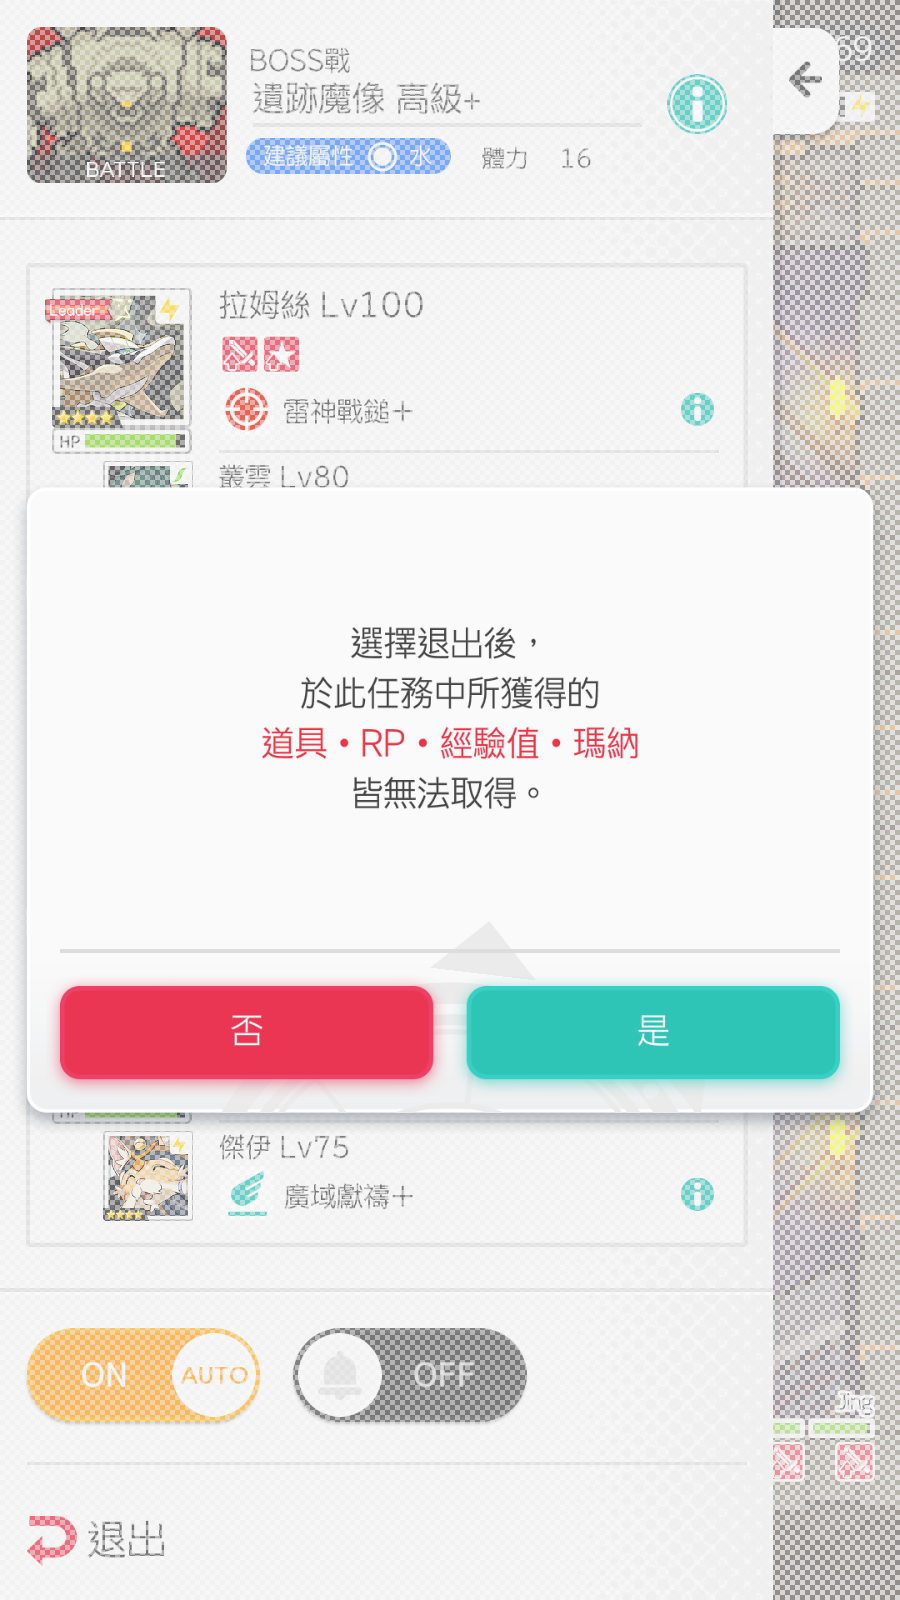 BOSS戰
遺跡魔像 高級+
BATTLE
建議屬性 水
體力 16
69
Leader
拉姆絲 Lv100
雷神戰鎚+
HP
叢雲 Lv80
選擇退出後，
於此任務中所獲得的
道具・RP・經驗值・瑪納
皆無法取得。
否
是
HP
傑伊 Lv75
廣域獻禱+
ON
AUTO
OFF
Jing
退出